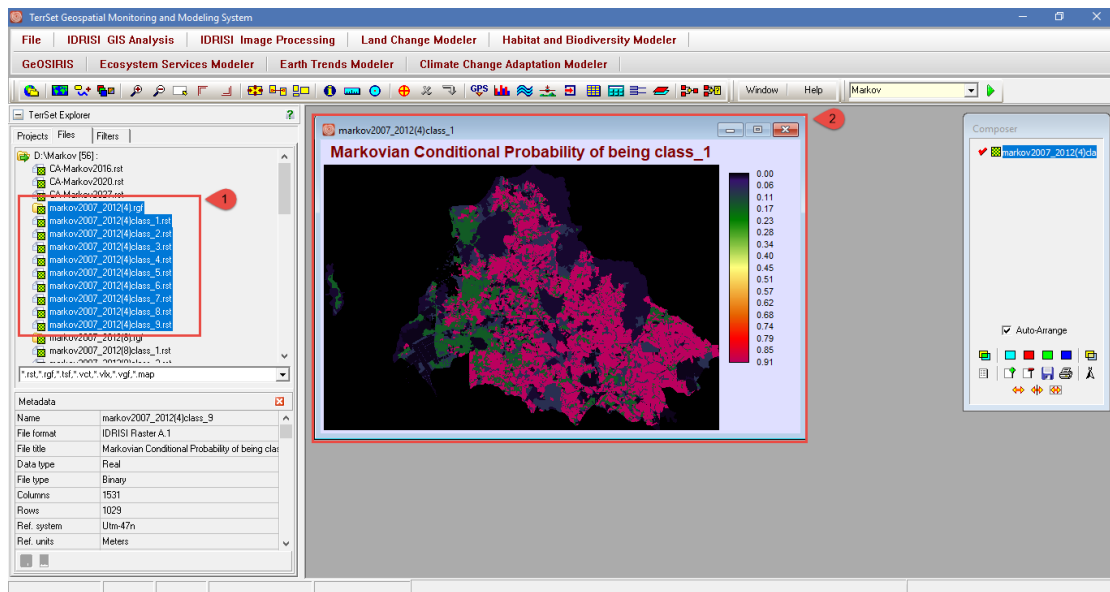 TerrSet Geospatial Monitoring and Modeling System
File IDRISI GIS Analysis IDRISI Image Processing Land Change Modeler Habitat and Biodiversity Modeler
GeOSIRIS Ecosystem Services Modeler Earth Trends Modeler Climate Change Adaptation Modeler
GPS Window Help Markov
TerrSet Explorer ?
Projects Files Filters
D:\Markov [56] :
CA-Markov2016.rst
CA-Markov2020.rst
CA-Markov2027.rst
markov2007_2012(4).rgf
markov2007_2012(4)class_1.rst
markov2007_2012(4)class_2.rst
markov2007_2012(4)class_3.rst
markov2007_2012(4)class_4.rst
markov2007_2012(4)class_5.rst
markov2007_2012(4)class_6.rst
markov2007_2012(4)class_7.rst
markov2007_2012(4)class_8.rst
markov2007_2012(4)class_9.rst
markov2007_2012(8).rgf
markov2007_2012(8)class_1.rst
1
*.rst,*.rgf,*.tsf,*.vct,*.vlx,*.vgf,*.map
Metadata
Name markov2007_2012(4)class_9
File format IDRISI Raster A.1
File title Markovian Conditional Probability of being clas
Data type Real
File type Binary
Columns 1531
Rows 1029
Ref. system Utm-47n
Ref. units Meters
2
markov2007_2012(4)class_1
Markovian Conditional Probability of being class_1
0.00
0.06
0.11
0.17
0.23
0.28
0.34
0.40
0.45
0.51
0.57
0.62
0.68
0.74
0.79
0.85
0.91
Composer
markov2007_2012(4)cla
Auto-Arrange